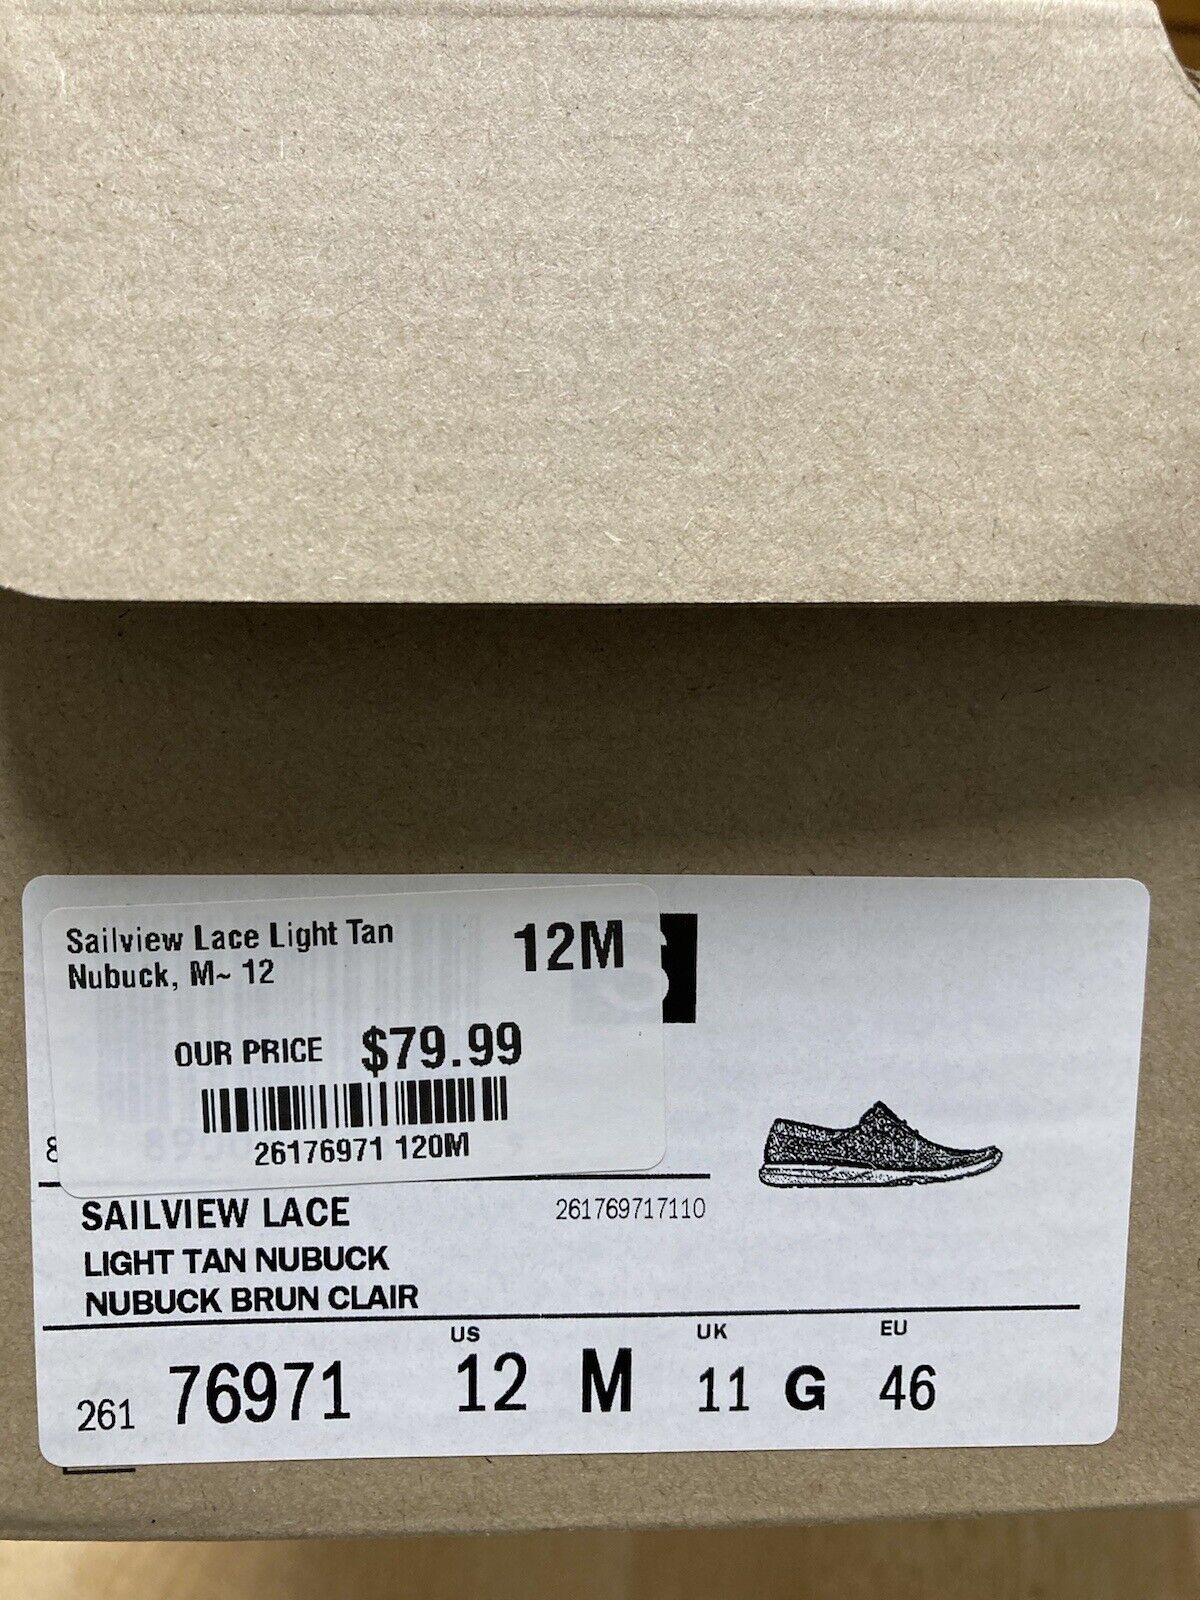 Sailview Lace Light Tan
Nubuck, M~ 12
12M
OUR PRICE $79.99
26176971 120M
SAILVIEW LACE 261769717110
LIGHT TAN NUBUCK
NUBUCK BRUN CLAIR
US UK EU
261 76971 12 M 11 G 46